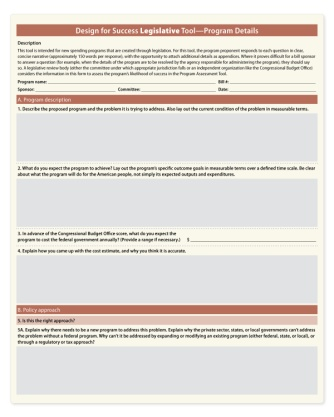 Design for Success Legislative Tool—Program Details
Description
This tool is intended for new spending programs that are created through legislation. For this tool, the program proponent responds to each question in clear,
concise narrative (approximately 150 words per response), with the opportunity to attach additional details as appendices. Where it proves difficult for a bill sponsor
to answer a question (for example, when the details of the program are to be resolved by the agency responsible for administering the program), they should say
so. A legislative review body (either the committee under which appropriate jurisdiction falls or an independent organization like the Congressional Budget Office)
considers the information in this form to assess the program's likelihood of success in the Program Assessment Tool.
Program name: Bill #:
Sponsor: Committee: Date:
A. Program description
1. Describe the proposed program and the problem it is trying to address. Also lay out the current condition of the problem in measurable terms.
2. What do you expect the program to achieve? Lay out the program's specific outcome goals in measurable terms over a defined time scale. Be clear
about what the program will do for the American people, not simply its expected outputs and expenditures.
3. In advance of the Congressional Budget Office score, what do you expect the
program to cost the federal government annually? (Provide a range if necessary.) $
4. Explain how you came up with the cost estimate, and why you think it is accurate.
B. Policy approach
5. Is this the right approach?
5A. Explain why there needs to be a new program to address this problem. Explain why the private sector, states, or local governments can't address
the problem without a federal program. Why can't it be addressed by expanding or modifying an existing program (either federal, state, or local), or
through a regulatory or tax approach?